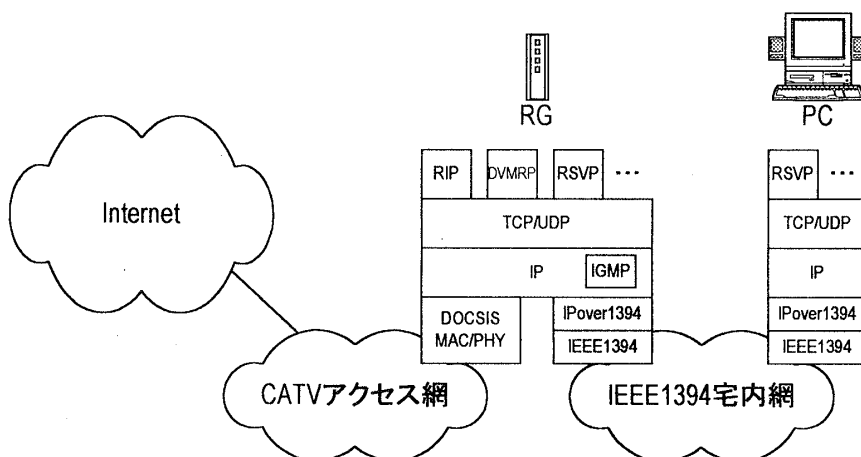 RG
PC
RIP
DVMRP
RSVP
...
RSVP
...
Internet
TCP/UDP
TCP/UDP
IP
IGMP
IP
DOCSIS
MAC/PHY
IPover1394
IEEE1394
IPover1394
IEEE1394
CATVアクセス網
IEEE1394宅内網